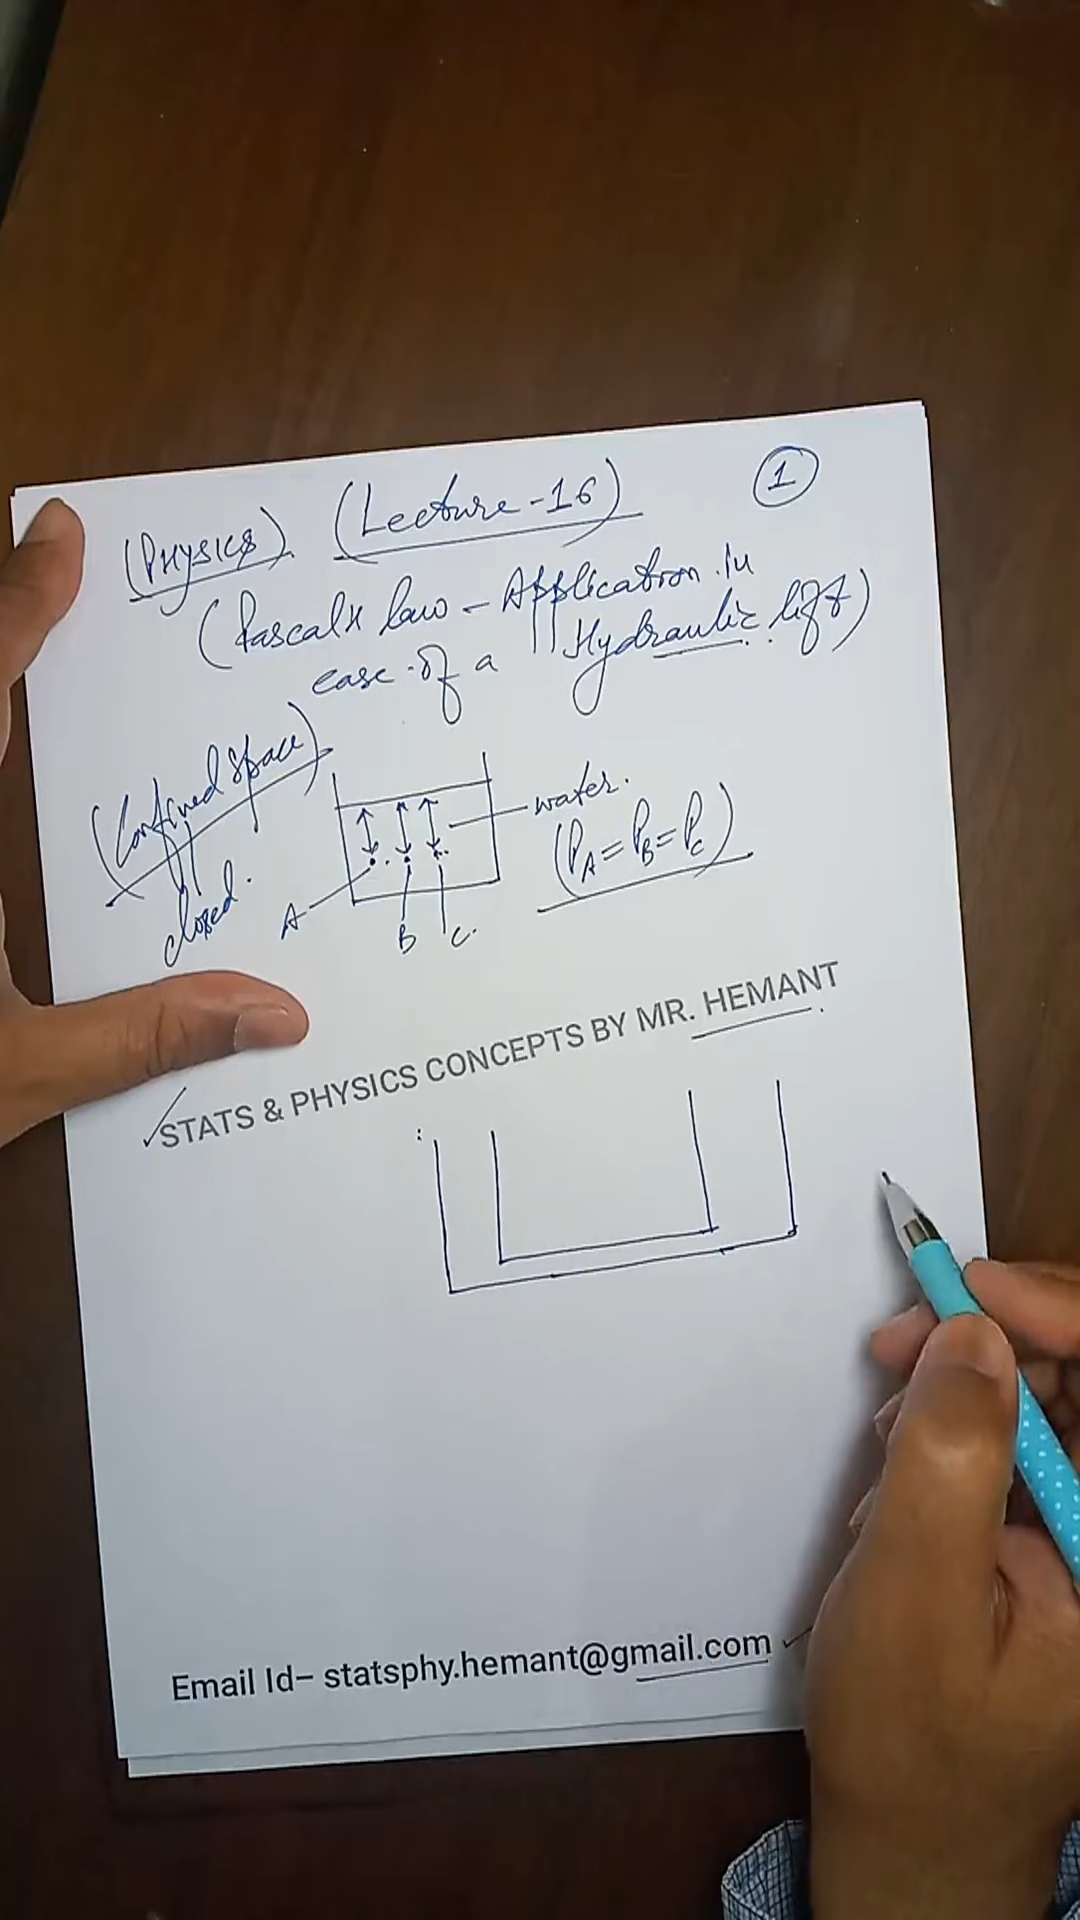 (PHYSICS) (Lecture-16) 1
(Pascal's law - Application in
case of a Hydraulic lift)
(Confined space)
closed.
water.
(PA = PB = PC)
A
B
C.
STATS & PHYSICS CONCEPTS BY MR. HEMANT
Email Id– statsphy.hemant@gmail.com